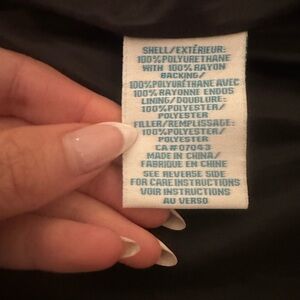 SHELL/EXTÉRIEUR:
100%POLYURETHANE
WITH 100%RAYON
BACKING/
100%POLYURÉTHANE AVEC
100%RAYONNE ENDOS
LINING/DOUBLURE:
100%POLYESTER/
POLYESTER
FILLER/REMPLISSAGE:
100%POLYESTER/
POLYESTER
CA#07043
MADE IN CHINA/
FABRIQUE EN CHINE
SEE REVERSE SIDE
FOR CARE INSTRUCTIONS
VOIR INSTRUCTIONS
AU VERSO